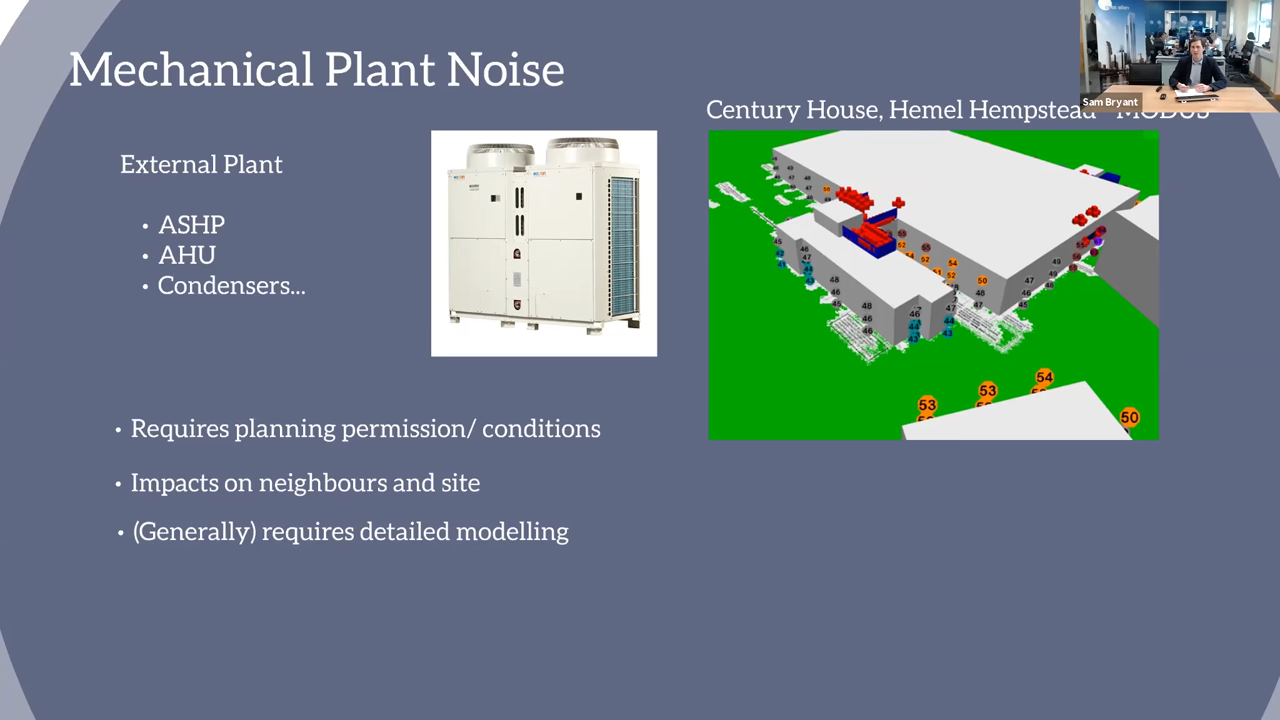 Mechanical Plant Noise
Sam Bryant
Century House, Hemel Hempstead - MODUS
External Plant
• ASHP
• AHU
• Condensers...
• Requires planning permission/ conditions
• Impacts on neighbours and site
• (Generally) requires detailed modelling
53
53
54
50